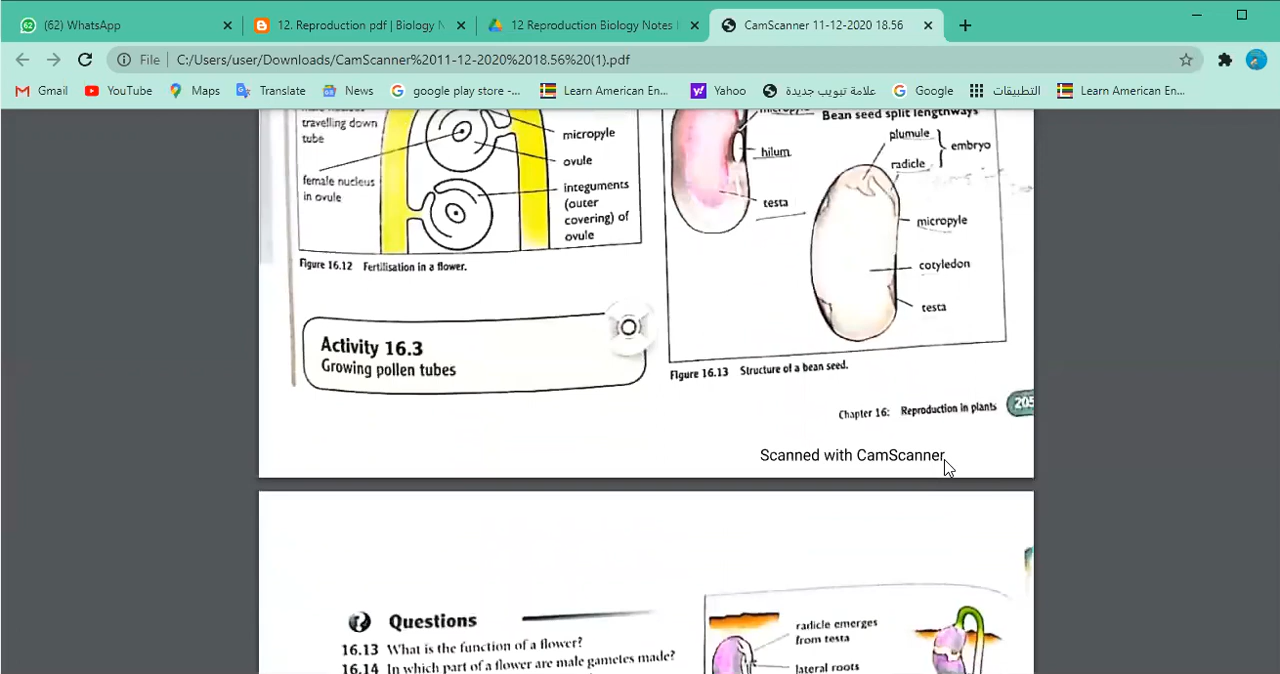 (62) WhatsApp
12. Reproduction pdf | Biology N
12 Reproduction Biology Notes
CamScanner 11-12-2020 18.56
File
C:/Users/user/Downloads/CamScanner%2011-12-2020%2018.56%20(1).pdf
Gmail
YouTube
Maps
Translate
News
google play store -...
Learn American En...
Yahoo
علامة تبويب جديدة
Google
التطبيقات
Learn American En...
travelling down
tube
female nucleus
in ovule
micropyle
ovule
integuments
(outer
covering) of
ovule
Figure 16.12 Fertilisation in a flower.
Activity 16.3
Growing pollen tubes
micropyle
hilum
testa
Bean seed split lengthways
plumule
radicle
embryo
micropyle
cotyledon
testa
Figure 16.13 Structure of a bean seed.
Chapter 16: Reproduction in plants 205
Scanned with CamScanner
Questions
16.13 What is the function of a flower?
16.14 In which part of a flower are male gametes made?
radicle emerges
from testa
lateral roots